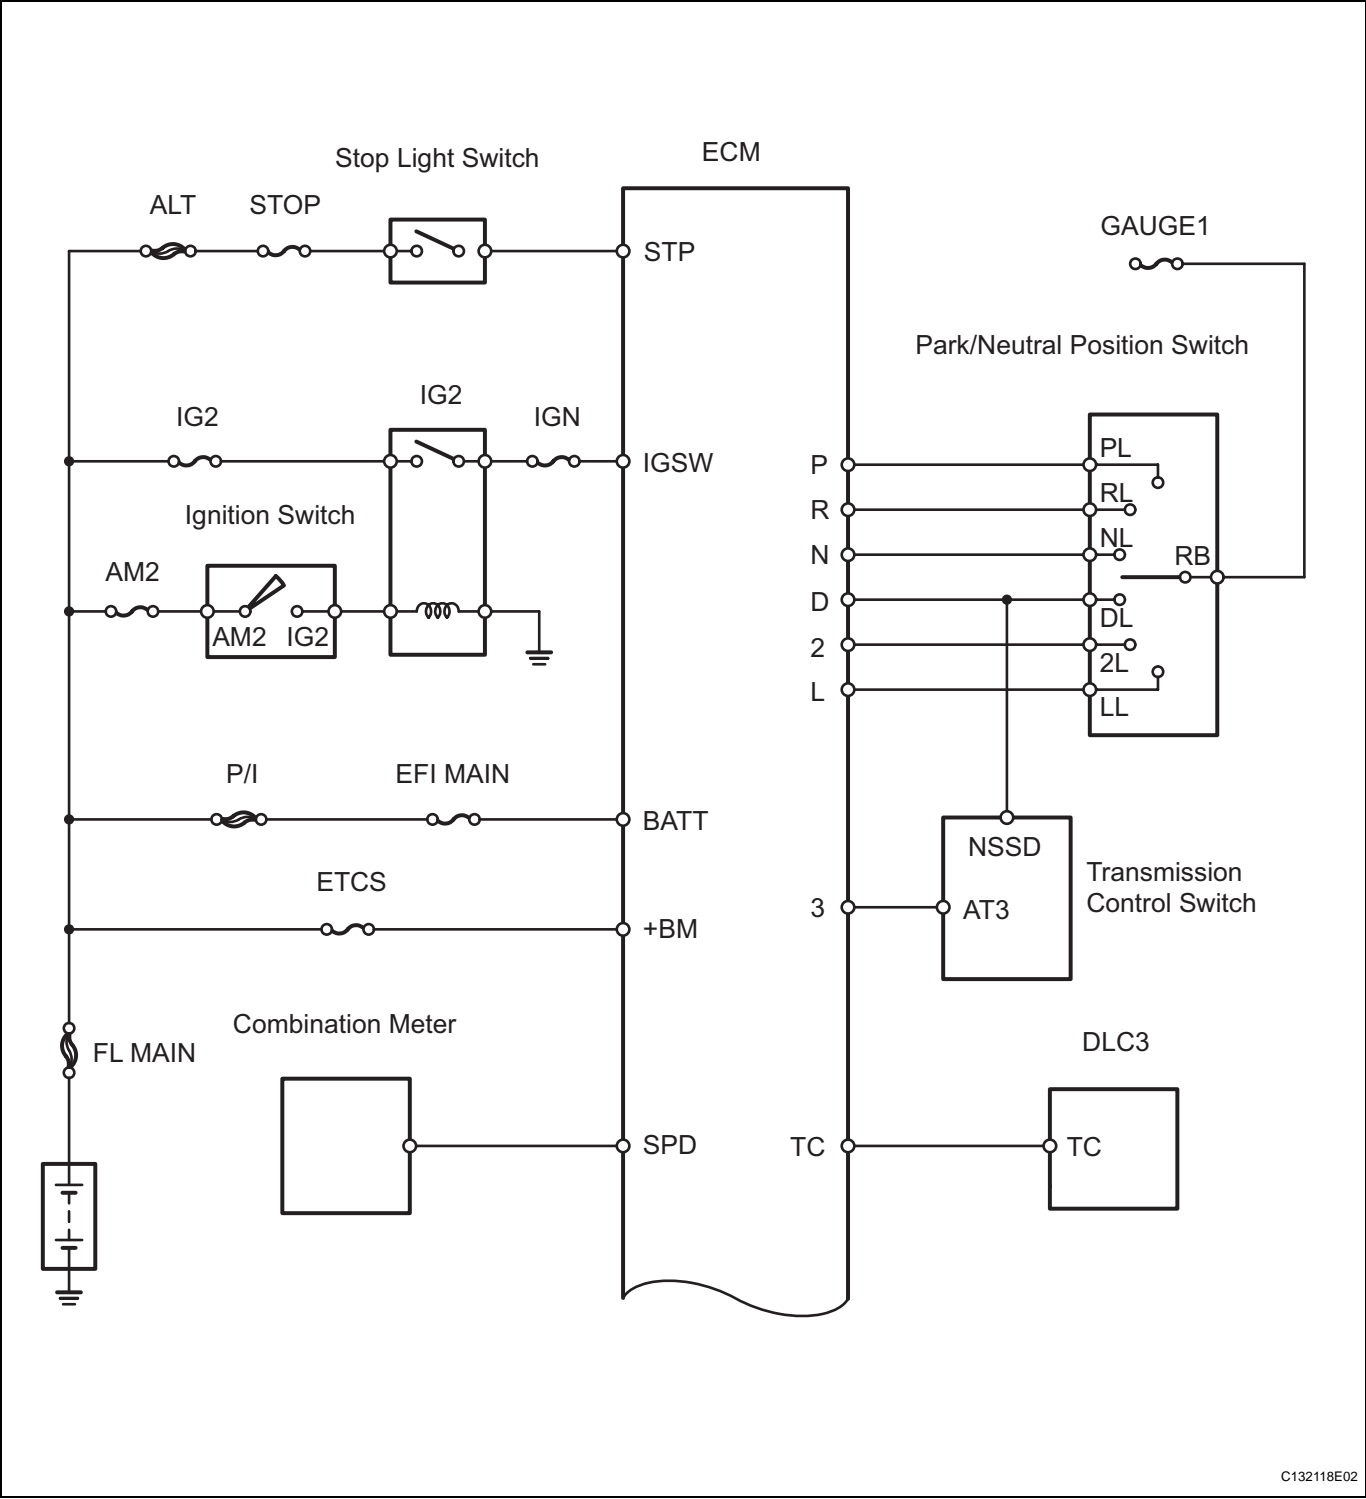 ECM
Stop Light Switch
ALT
STOP
STP
GAUGE1
Park/Neutral Position Switch
IG2
IG2
IGN
IGSW
Ignition Switch
AM2
AM2
IG2
P
R
N
D
2
L
PL
RL
NL
RB
DL
2L
LL
P/I
EFI MAIN
BATT
NSSD
Transmission
Control Switch
ETCS
+BM
3
AT3
Combination Meter
FL MAIN
DLC3
SPD
TC
TC
C132118E02